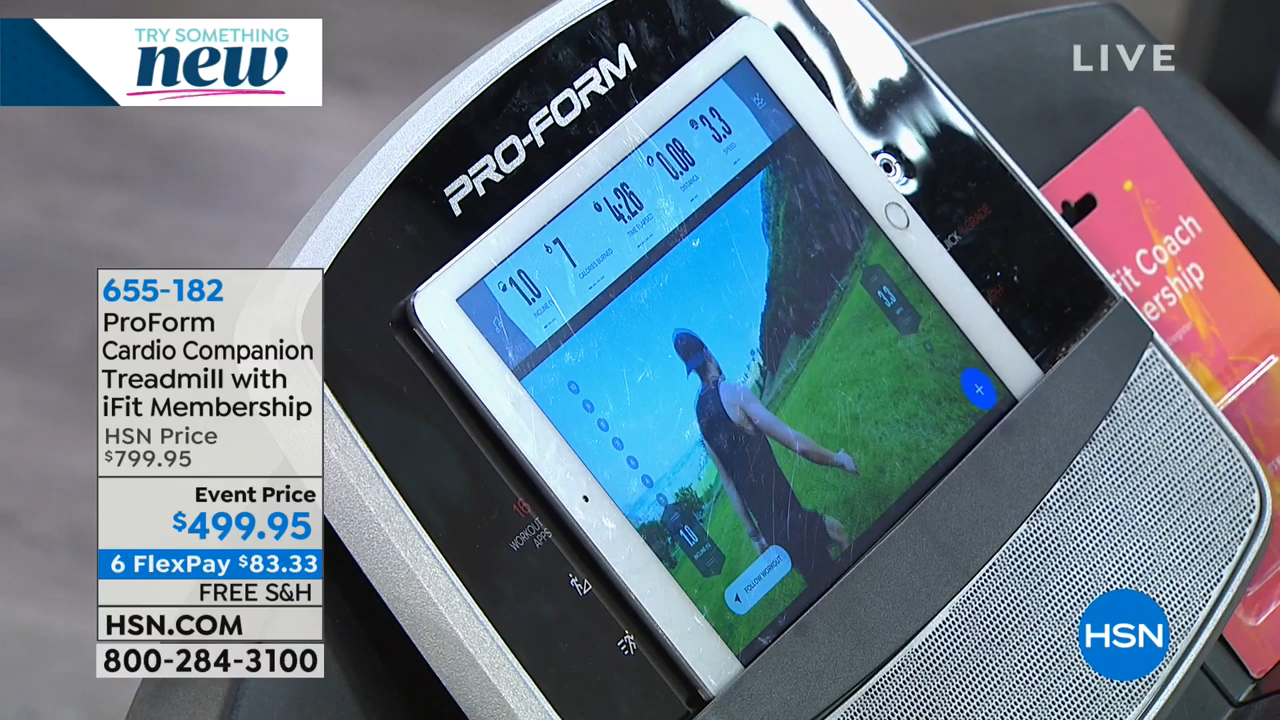 TRY SOMETHING
new
LIVE
PRO-FORM
1.0
7
CALORIES BURNED
4:26
TIME ELAPSED
0.08
DISTANCE
3.3
SPEED
3.3
1.0
FOLLOW WORKOUT
16
WORKOUT
APPS
Fit Coach
ership
655-182
ProForm
Cardio Companion
Treadmill with
iFit Membership
HSN Price
$799.95
Event Price
$499.95
6 FlexPay $83.33
FREE S&H
HSN.COM
800-284-3100
HSN